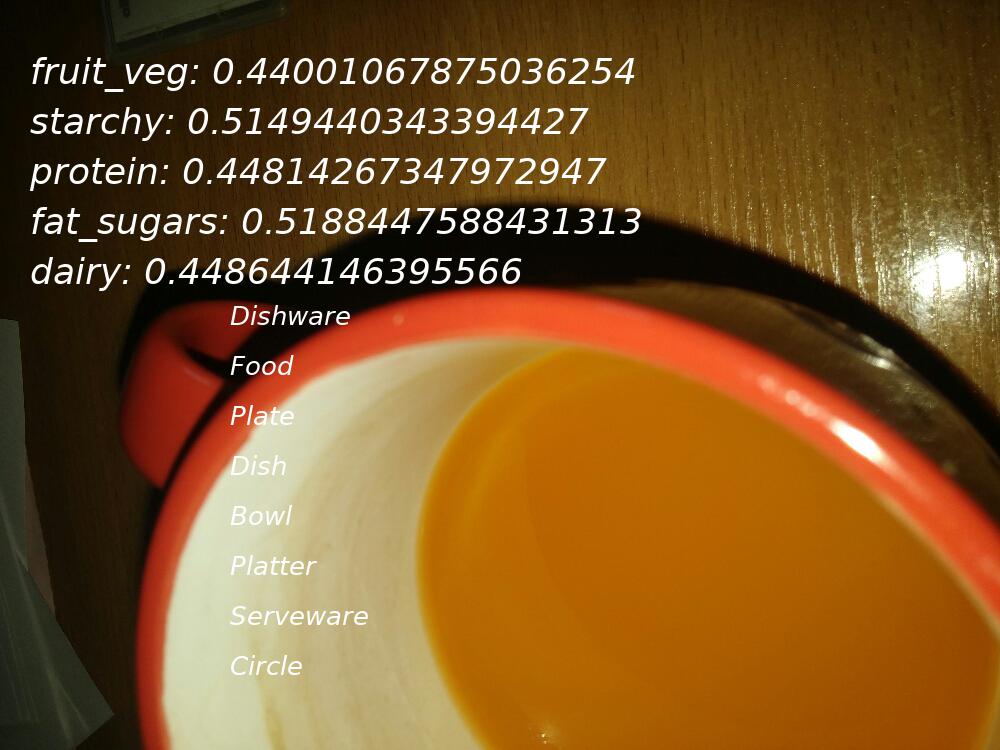 fruit_veg: 0.44001067875036254
starchy: 0.5149440343394427
protein: 0.44814267347972947
fat_sugars: 0.5188447588431313
dairy: 0.448644146395566
Dishware
Food
Plate
Dish
Bowl
Platter
Serveware
Circle